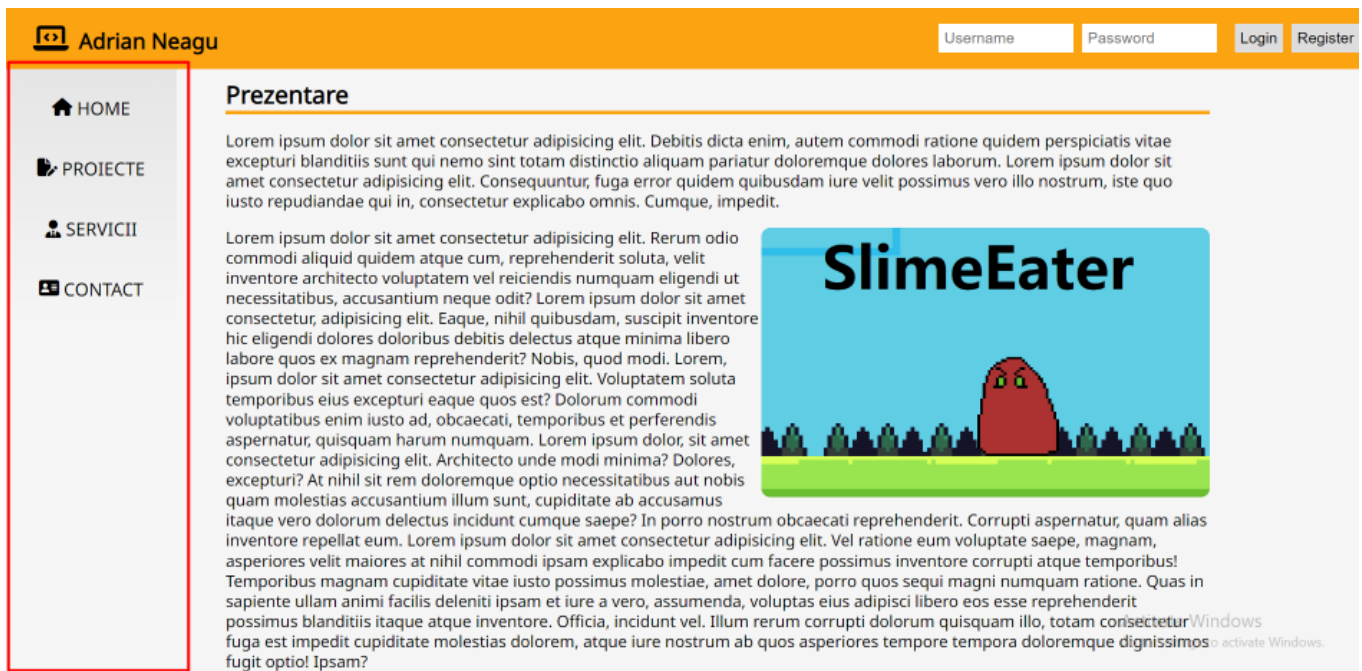 Adrian Neagu
Username
Password
Login
Register
HOME
PROIECTE
SERVICII
CONTACT
Prezentare
Lorem ipsum dolor sit amet consectetur adipisicing elit. Debitis dicta enim, autem commodi ratione quidem perspiciatis vitae
excepturi blanditiis sunt qui nemo sint totam distinctio aliquam pariatur doloremque dolores laborum. Lorem ipsum dolor sit
amet consectetur adipisicing elit. Consequuntur, fuga error quidem quibusdam iure velit possimus vero illo nostrum, iste quo
iusto repudiandae qui in, consectetur explicabo omnis. Cumque, impedit.
Lorem ipsum dolor sit amet consectetur adipisicing elit. Rerum odio
commodi aliquid quidem atque cum, reprehenderit soluta, velit
inventore architecto voluptatem vel reiciendis numquam eligendi ut
necessitatibus, accusantium neque odit? Lorem ipsum dolor sit amet
consectetur, adipisicing elit. Eaque, nihil quibusdam, suscipit inventore
hic eligendi dolores doloribus debitis delectus atque minima libero
labore quos ex magnam reprehenderit? Nobis, quod modi. Lorem,
ipsum dolor sit amet consectetur adipisicing elit. Voluptatem soluta
temporibus eius excepturi eaque quos est? Dolorum commodi
voluptatibus enim iusto ad, obcaecati, temporibus et perferendis
aspernatur, quisquam harum numquam. Lorem ipsum dolor, sit amet
consectetur adipisicing elit. Architecto unde modi minima? Dolores,
excepturi? At nihil sit rem doloremque optio necessitatibus aut nobis
quam molestias accusantium illum sunt, cupiditate ab accusamus
SlimeEater
itaque vero dolorum delectus incidunt cumque saepe? In porro nostrum obcaecati reprehenderit. Corrupti aspernatur, quam alias
inventore repellat eum. Lorem ipsum dolor sit amet consectetur adipisicing elit. Vel ratione eum voluptate saepe, magnam,
asperiores velit maiores at nihil commodi ipsam explicabo impedit cum facere possimus inventore corrupti atque temporibus!
Temporibus magnam cupiditate vitae iusto possimus molestiae, amet dolore, porro quos sequi magni numquam ratione. Quas in
sapiente ullam animi facilis deleniti ipsam et iure a vero, assumenda, voluptas eius adipisci libero eos esse reprehenderit
possimus blanditiis itaque atque inventore. Officia, incidunt vel. Illum rerum corrupti dolorum quisquam illo, totam consectetur
fuga est impedit cupiditate molestias dolorem, atque iure nostrum ab quos asperiores tempore tempora doloremque dignissimos
fugit optio! Ipsam?
Activate Windows
to activate Windows.